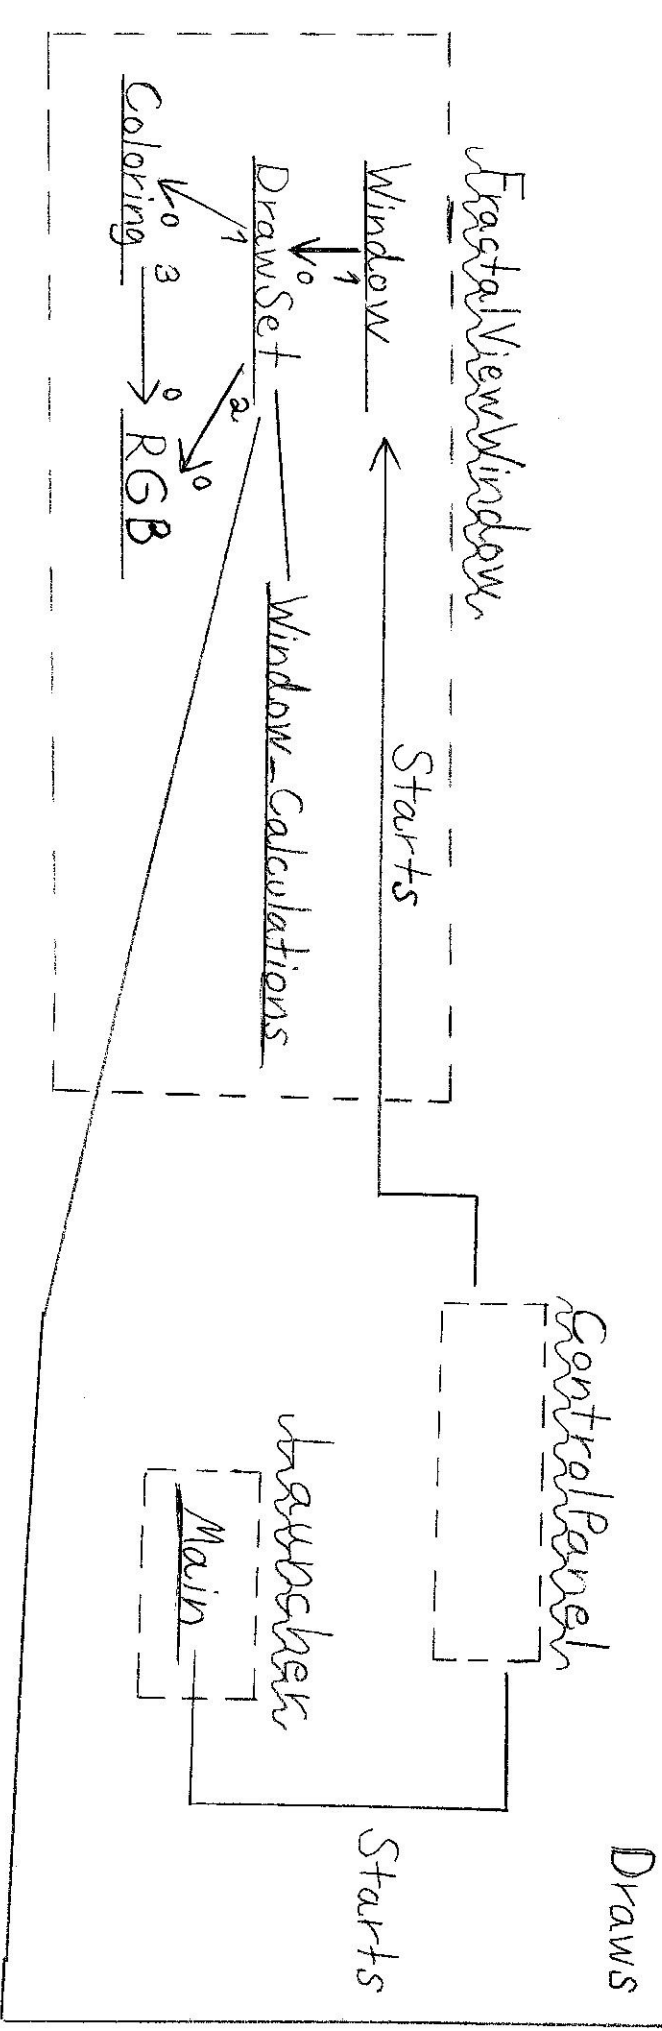 FractalViewWindow
Window
1
0
DrawSet
1
0
2
0
Coloring
3
0
RGB
Window_Calculations
Starts
ControlPanel
Launcher
Main
Starts
Draws